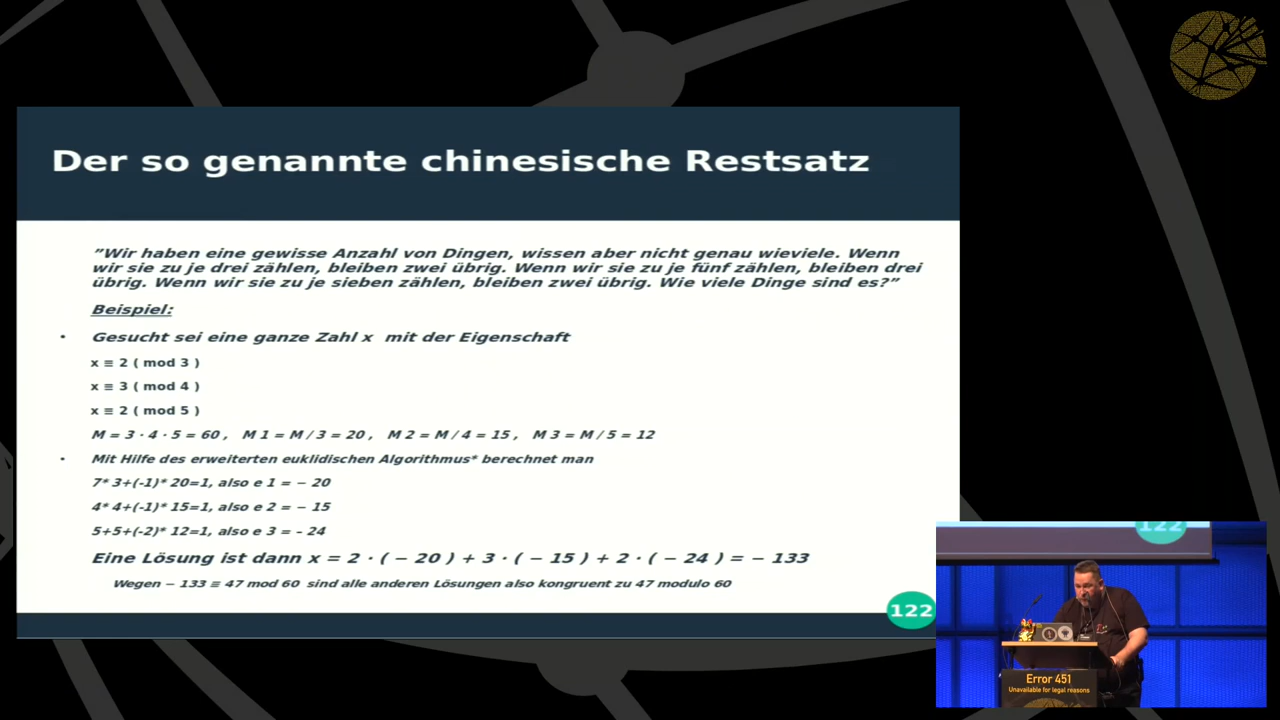 Der so genannte chinesische Restsatz
”Wir haben eine gewisse Anzahl von Dingen, wissen aber nicht genau wieviele. Wenn
wir sie zu je drei zählen, bleiben zwei übrig. Wenn wir sie zu je fünf zählen, bleiben drei
übrig. Wenn wir sie zu je sieben zählen, bleiben zwei übrig. Wie viele Dinge sind es?”
Beispiel:
• Gesucht sei eine ganze Zahl x mit der Eigenschaft
x ≡ 2 ( mod 3 )
x ≡ 3 ( mod 4 )
x ≡ 2 ( mod 5 )
M = 3 · 4 · 5 = 60 , M 1 = M / 3 = 20 , M 2 = M / 4 = 15 , M 3 = M / 5 = 12
• Mit Hilfe des erweiterten euklidischen Algorithmus* berechnet man
7* 3+(-1)* 20=1, also e 1 = − 20
4* 4+(-1)* 15=1, also e 2 = − 15
5+5+(-2)* 12=1, also e 3 = – 24
Eine Lösung ist dann x = 2 · ( − 20 ) + 3 · ( − 15 ) + 2 · ( − 24 ) = − 133
Wegen − 133 ≡ 47 mod 60 sind alle anderen Lösungen also kongruent zu 47 modulo 60
122
122
Error 451
Unavailable for legal reasons